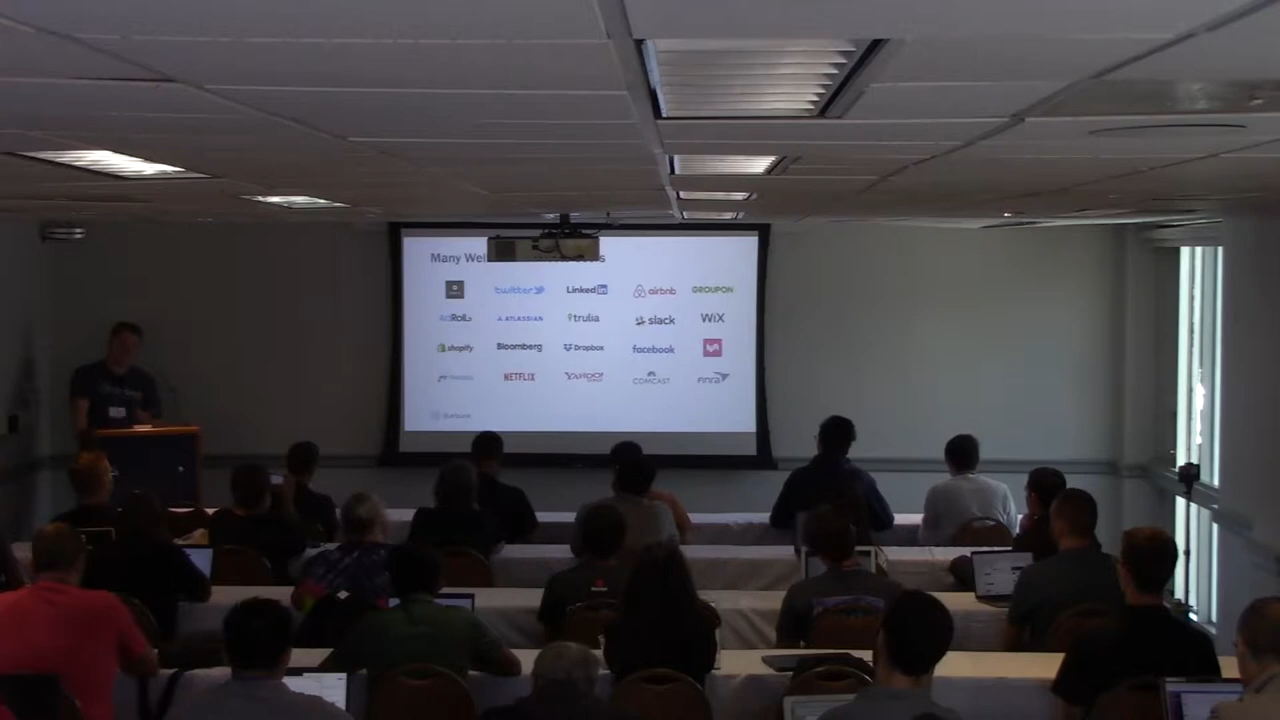 Many Wel
twitter LinkedIn airbnb GROUPON
AdRoll ATLASSIAN trulia slack WiX
shopify Bloomberg Dropbox facebook lyft
NETFLIX YAHOO! COMCAST finra